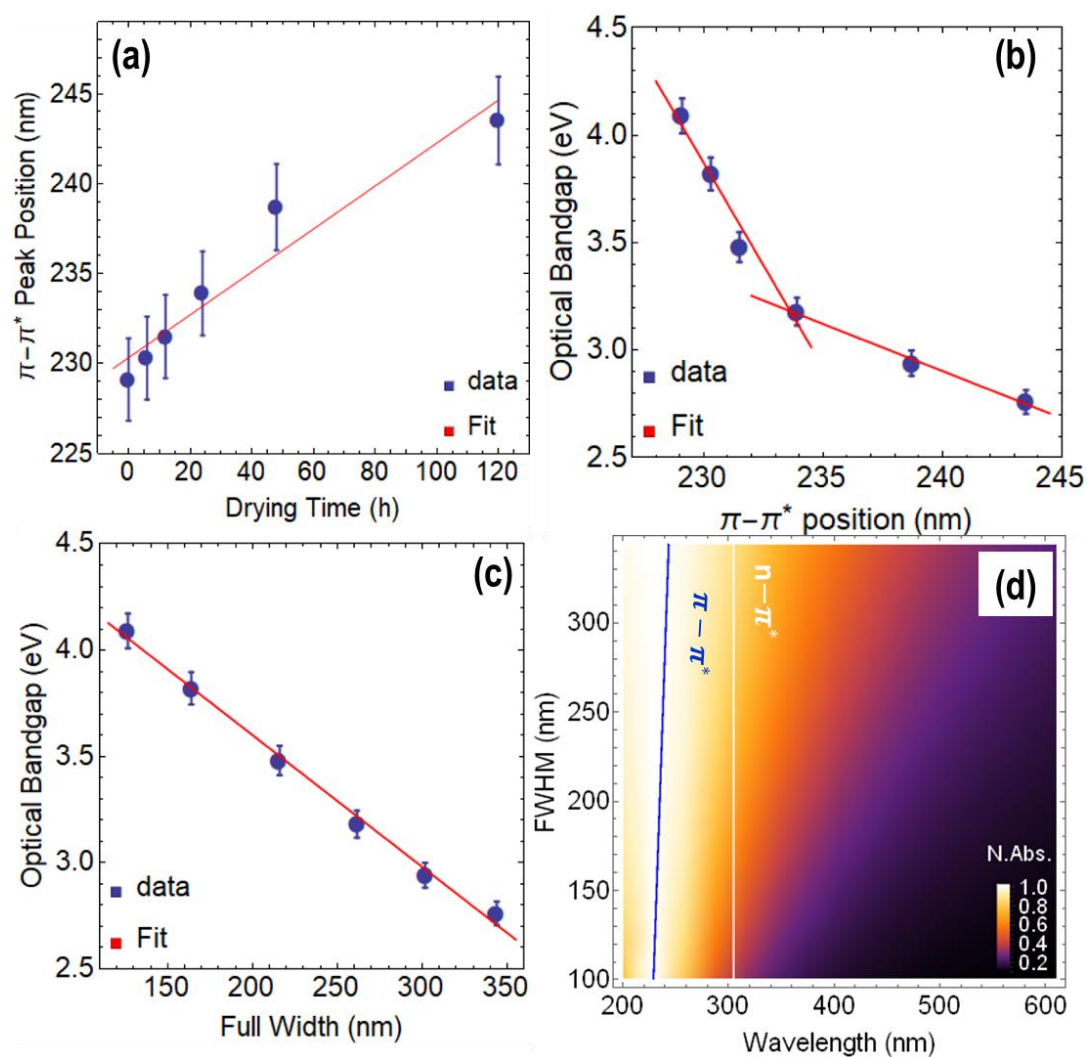 (a)
245
240
235
230
225
0 20 40 60 80 100 120
π−π* Peak Position (nm)
Drying Time (h)
data
Fit
(b)
4.5
4.0
3.5
3.0
2.5
230 235 240 245
Optical Bandgap (eV)
π−π* position (nm)
data
Fit
(c)
4.5
4.0
3.5
3.0
2.5
150 200 250 300 350
Optical Bandgap (eV)
Full Width (nm)
data
Fit
(d)
300
250
200
150
100
200 300 400 500 600
FWHM (nm)
Wavelength (nm)
π−π*
n−π*
N.Abs.
1.0
0.8
0.6
0.4
0.2